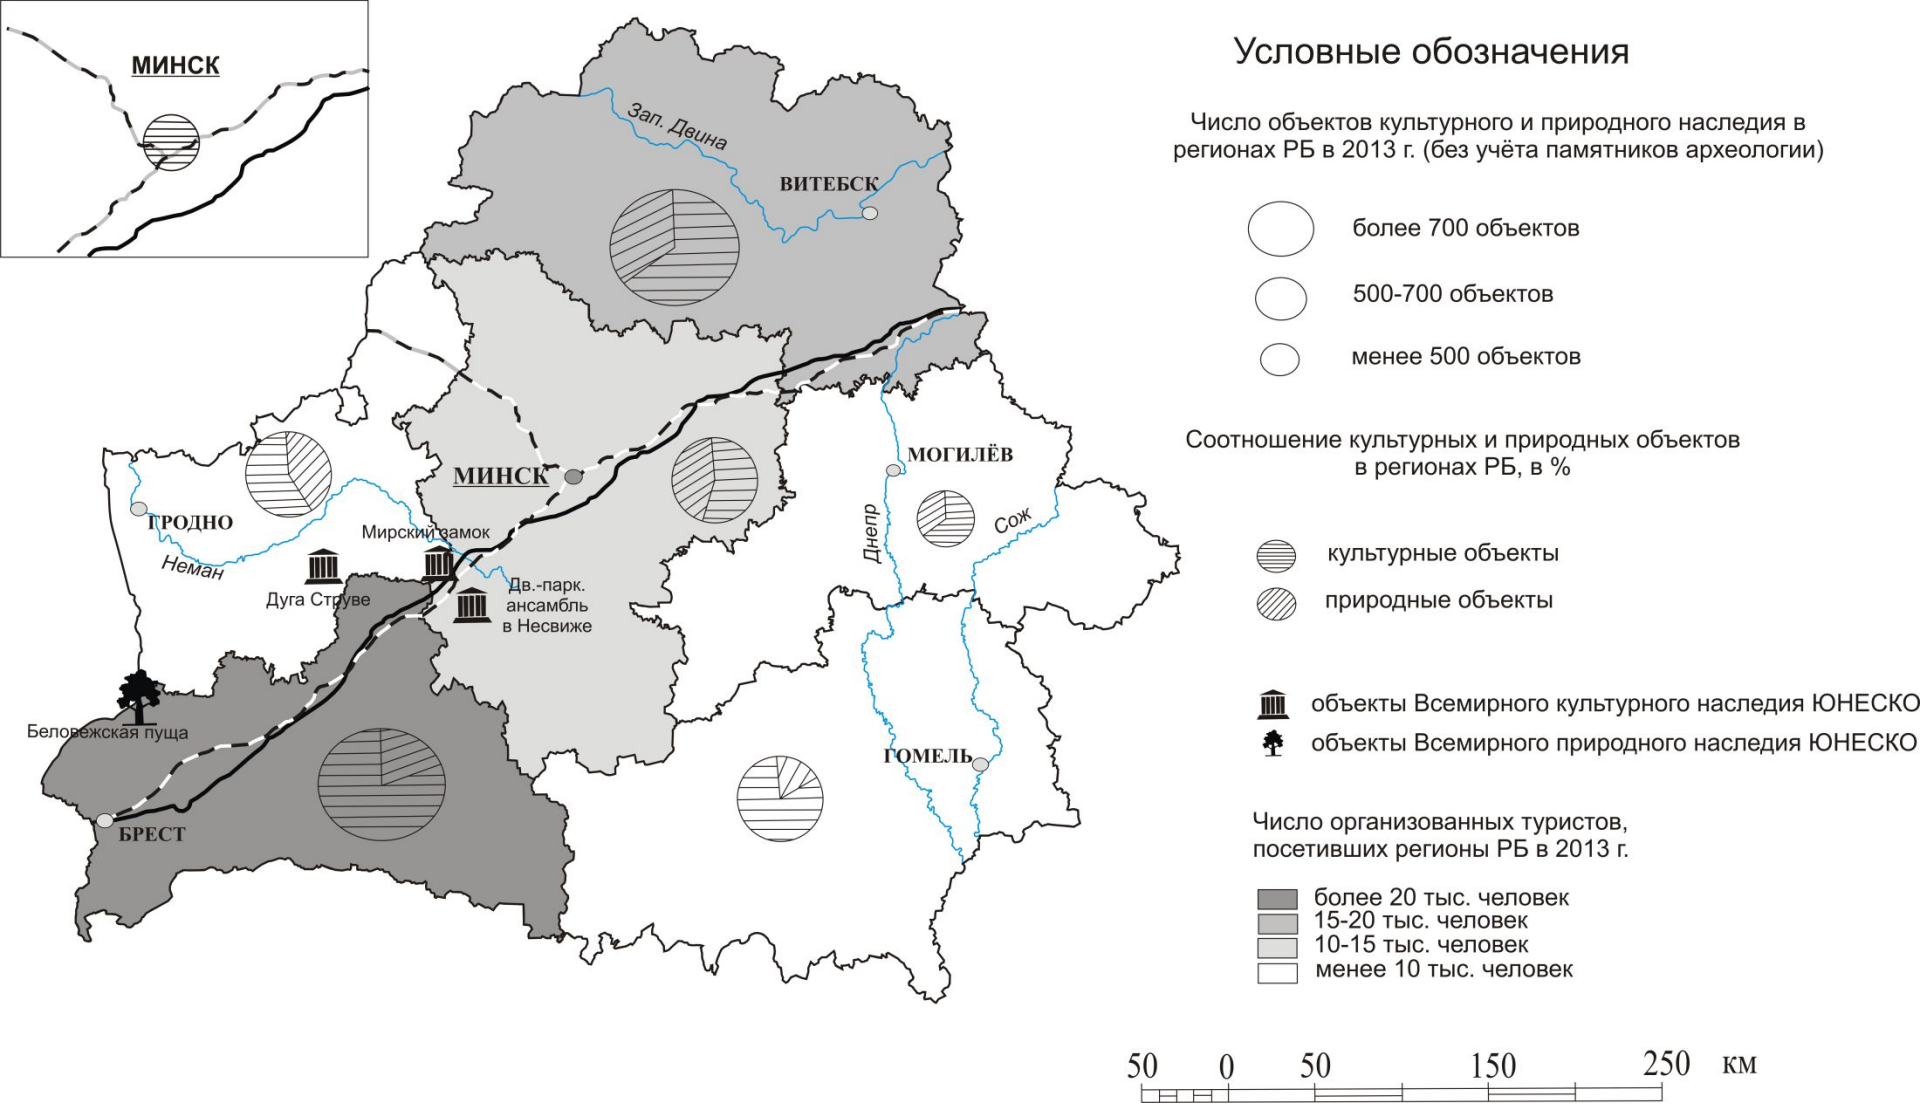 МИНСК
Условные обозначения
Число объектов культурного и природного наследия в
регионах РБ в 2013 г. (без учёта памятников археологии)
более 700 объектов
500-700 объектов
менее 500 объектов
Соотношение культурных и природных объектов
в регионах РБ, в %
культурные объекты
природные объекты
объекты Всемирного культурного наследия ЮНЕСКО
объекты Всемирного природного наследия ЮНЕСКО
Число организованных туристов,
посетивших регионы РБ в 2013 г.
более 20 тыс. человек
15-20 тыс. человек
10-15 тыс. человек
менее 10 тыс. человек
Зап. Двина
ВИТЕБСК
МОГИЛЁВ
МИНСК
Днепр
Сож
ГРОДНО
Неман
Мирский замок
Дуга Струве
Дв.-парк.
ансамбль
в Несвиже
Беловежская пуща
ГОМЕЛЬ
БРЕСТ
50 0 50 150 250 км